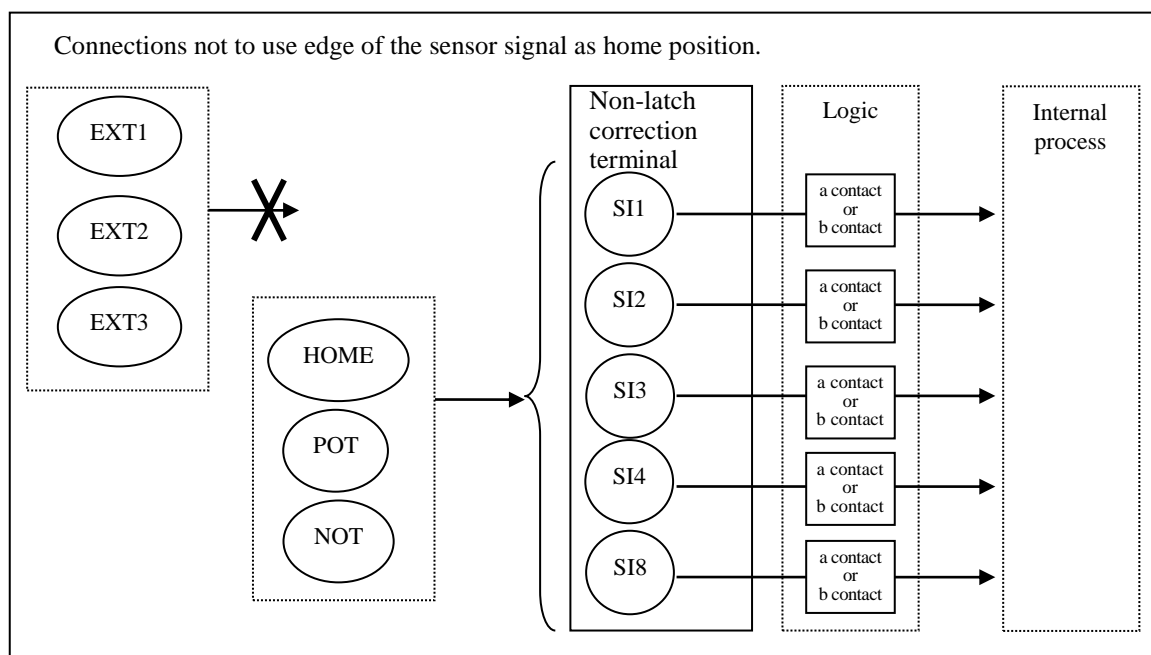 Connections not to use edge of the sensor signal as home position.
EXT1
EXT2
EXT3
HOME
POT
NOT
Non-latch
correction
terminal
SI1
SI2
SI3
SI4
SI8
Logic
a contact
or
b contact
a contact
or
b contact
a contact
or
b contact
a contact
or
b contact
a contact
or
b contact
Internal
process